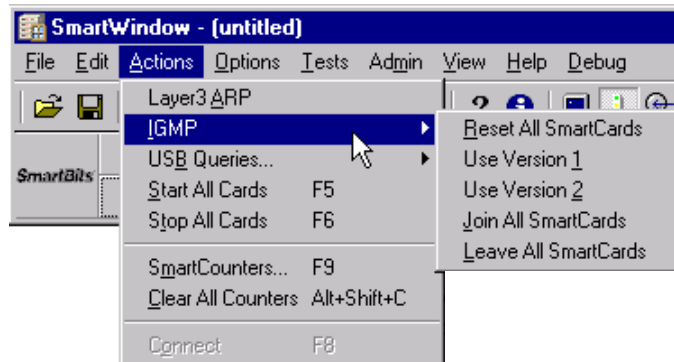 SmartWindow - (untitled)
File Edit Actions Options Tests Admin View Help Debug
SmartBits
Layer3 ARP
IGMP
USB Queries...
Start All Cards F5
Stop All Cards F6
SmartCounters... F9
Clear All Counters Alt+Shift+C
Connect F8
Reset All SmartCards
Use Version 1
Use Version 2
Join All SmartCards
Leave All SmartCards